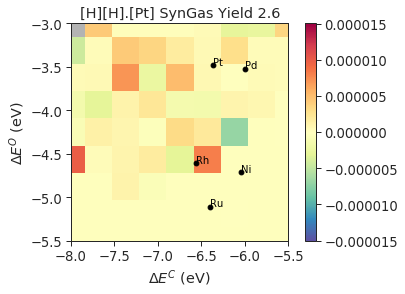 [H][H].[Pt] SynGas Yield 2.6
−3.0
−3.5
−4.0
−4.5
−5.0
−5.5
ΔE^O (eV)
Pt
Pd
Rh
Ni
Ru
−8.0 −7.5 −7.0 −6.5 −6.0 −5.5
ΔE^C (eV)
0.000015
0.000010
0.000005
0.000000
−0.000005
−0.000010
−0.000015